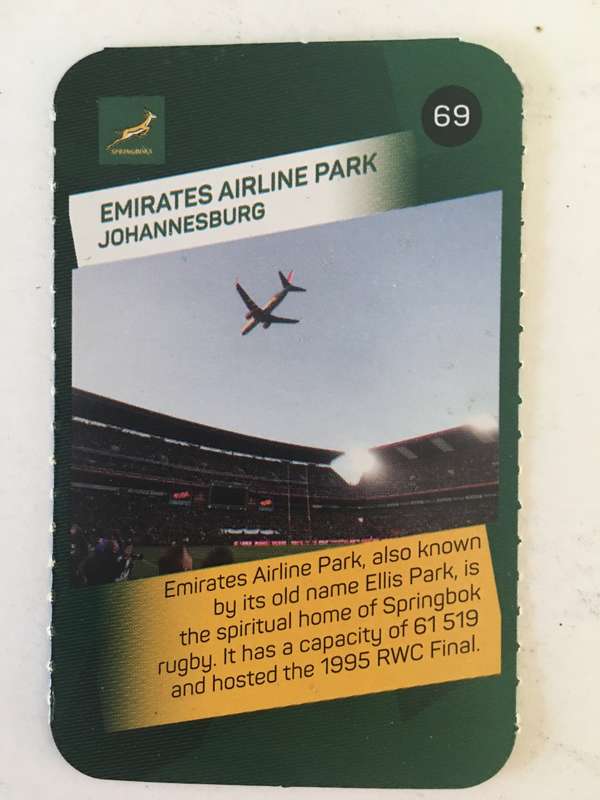 SPRINGBOKS
69
EMIRATES AIRLINE PARK
JOHANNESBURG
Emirates Airline Park, also known
by its old name Ellis Park, is
the spiritual home of Springbok
rugby. It has a capacity of 61 519
and hosted the 1995 RWC Final.